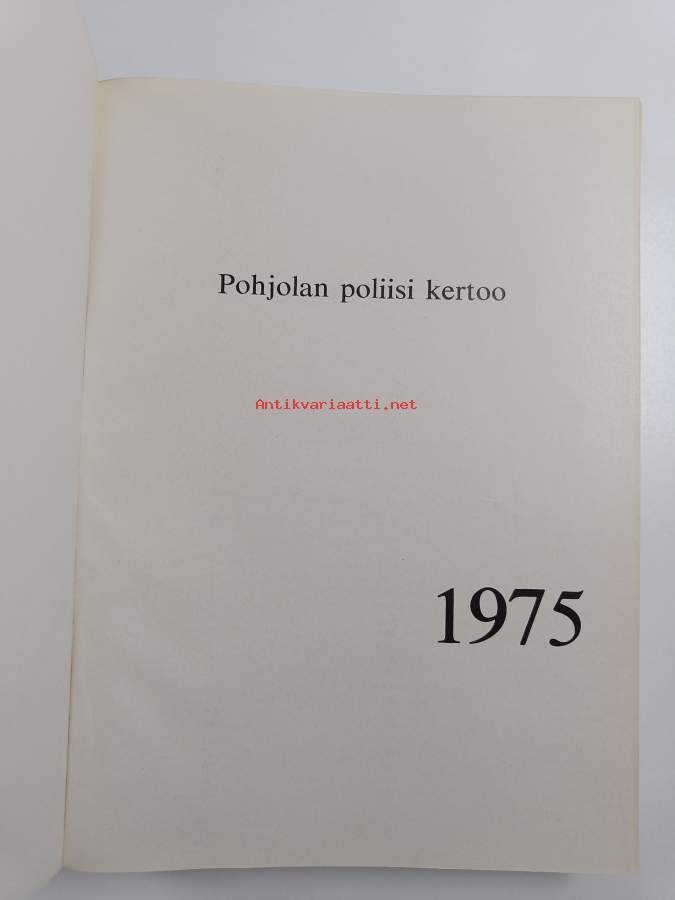 Pohjolan poliisi kertoo
Antikvariaatti.net
1975